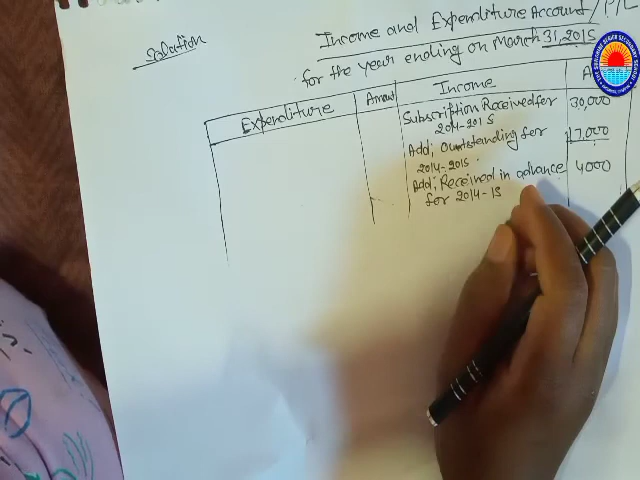 Solution
Income and Expenditure Account/P/L
for the year ending on March 31, 2015
Expenditure
Amount
Income
A
Subscription Received for
2014-2015
30,000
Add; Outstanding for
2014-2015.
17,000
Add; Received in advance
for 2014-15
4000